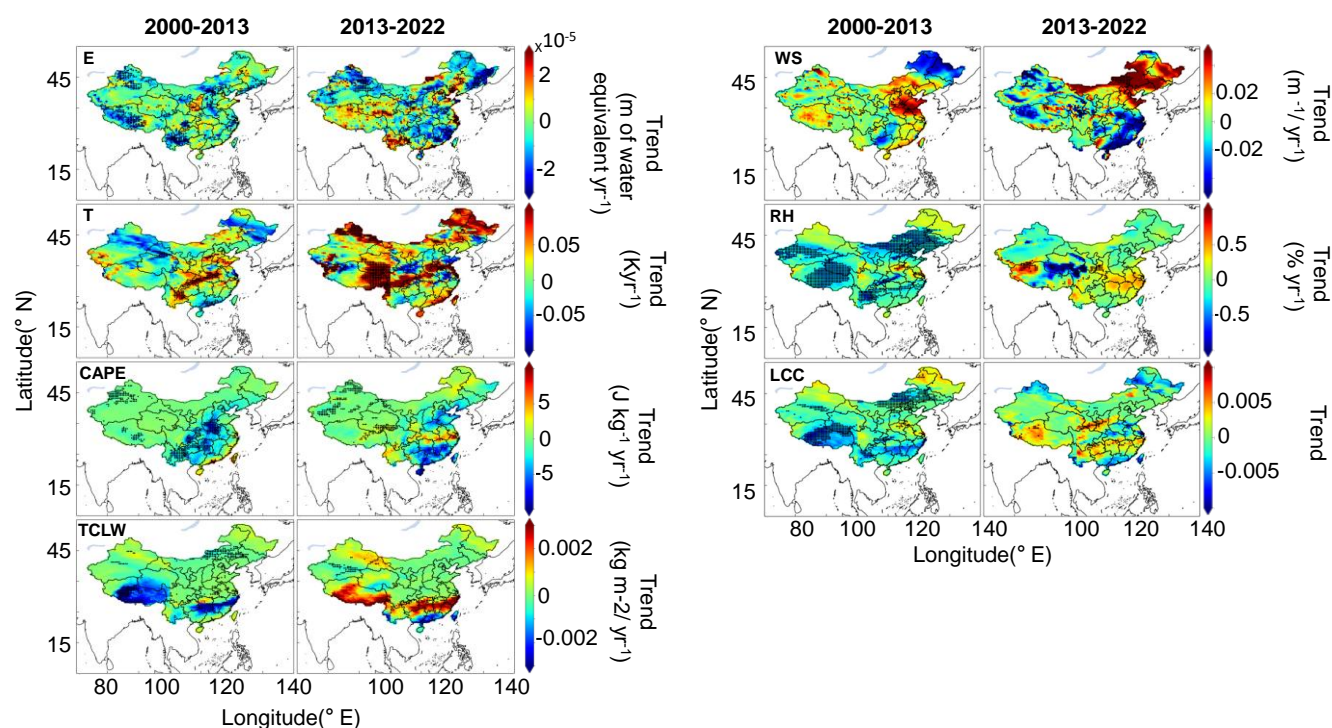 2000-2013 2013-2022
E
x10⁻⁵
45
15
2
0
-2
Trend
(m of water
equivalent yr⁻¹)
T
45
15
0.05
0
-0.05
Trend
(Kyr⁻¹)
CAPE
45
15
5
0
-5
Trend
(J kg⁻¹ yr⁻¹)
TCLW
45
15
0.002
0
-0.002
Trend
(kg m-2/ yr⁻¹)
Latitude(° N)
80 100 120 140 80 100 120 140
Longitude(° E)
2000-2013 2013-2022
WS
45
15
0.02
0
-0.02
Trend
(m ⁻¹/ yr⁻¹)
RH
45
15
0.5
0
-0.5
Trend
(% yr⁻¹)
LCC
45
15
0.005
0
-0.005
Trend
Latitude(° N)
80 100 120 140 100 120 140
Longitude(° E)